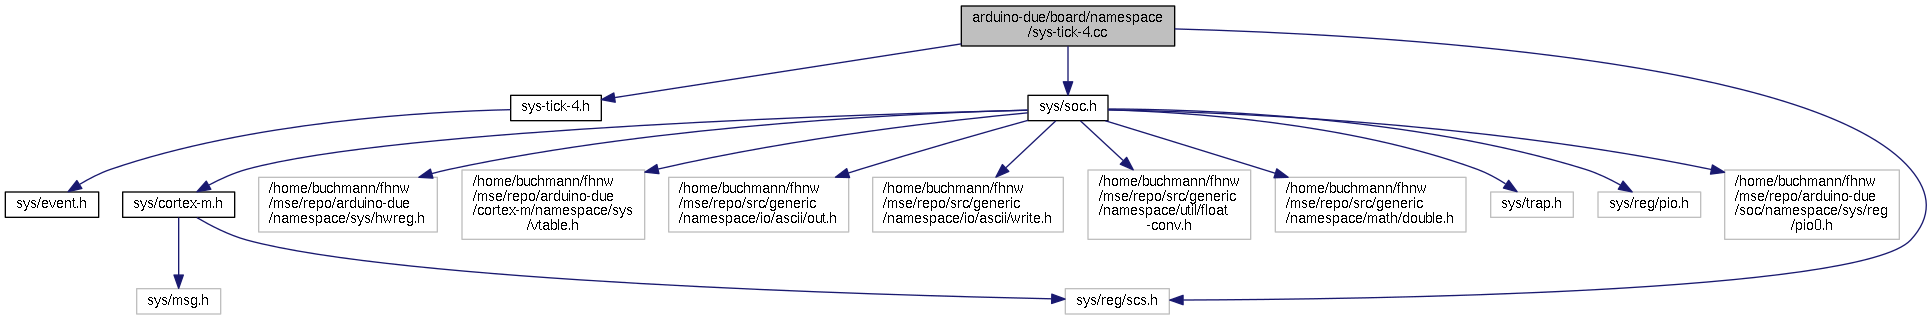 arduino-due/board/namespace
/sys-tick-4.cc
sys-tick-4.h
sys/soc.h
sys/event.h
sys/cortex-m.h
/home/buchmann/fhnw
/mse/repo/arduino-due
/namespace/sys/hwreg.h
/home/buchmann/fhnw
/mse/repo/arduino-due
/cortex-m/namespace/sys
/vtable.h
/home/buchmann/fhnw
/mse/repo/src/generic
/namespace/io/ascii/out.h
/home/buchmann/fhnw
/mse/repo/src/generic
/namespace/io/ascii/write.h
/home/buchmann/fhnw
/mse/repo/src/generic
/namespace/util/float
-conv.h
/home/buchmann/fhnw
/mse/repo/src/generic
/namespace/math/double.h
sys/trap.h
sys/reg/pio.h
/home/buchmann/fhnw
/mse/repo/arduino-due
/soc/namespace/sys/reg
/pio0.h
sys/msg.h
sys/reg/scs.h